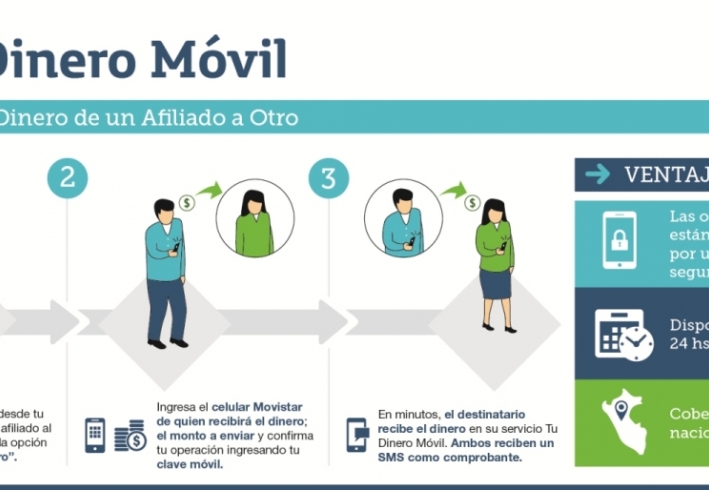 Dinero Móvil
Dinero de un Afiliado a Otro
2
$
3
$
desde tu
afiliado al
la opción
ro”.
Ingresa el celular Movistar
de quien recibirá el dinero;
el monto a enviar y confirma
tu operación ingresando tu
clave móvil.
En minutos, el destinatario
recibe el dinero en su servicio Tu
Dinero Móvil. Ambos reciben un
SMS como comprobante.
VENTAJ
Las o
están
por u
segu
Dispo
24 hs
Cobe
nacio